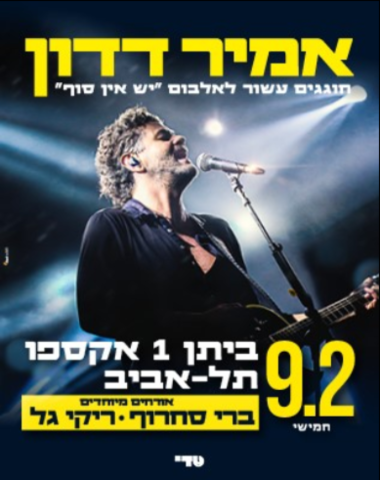 אמיר דדון
חוגגים עשור לאלבום "יש אין סוף"
ביתן 1 אקספו
תל-אביב
אורחים מיוחדים
ברי סחרוף • ריקי גל
9.2
חמישי